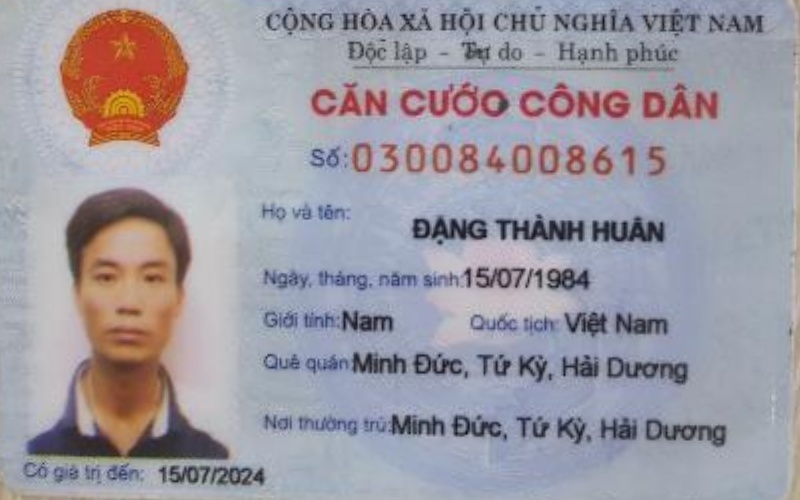 CỘNG HÒA XÃ HỘI CHỦ NGHĨA VIỆT NAM
Độc lập - Tự do - Hạnh phúc
CĂN CƯỚC CÔNG DÂN
Số: 030084008615
Họ và tên:
ĐẶNG THÀNH HUÂN
Ngày, tháng, năm sinh: 15/07/1984
Giới tính: Nam Quốc tịch: Việt Nam
Quê quán: Minh Đức, Tứ Kỳ, Hải Dương
Nơi thường trú: Minh Đức, Tứ Kỳ, Hải Dương
Có giá trị đến: 15/07/2024